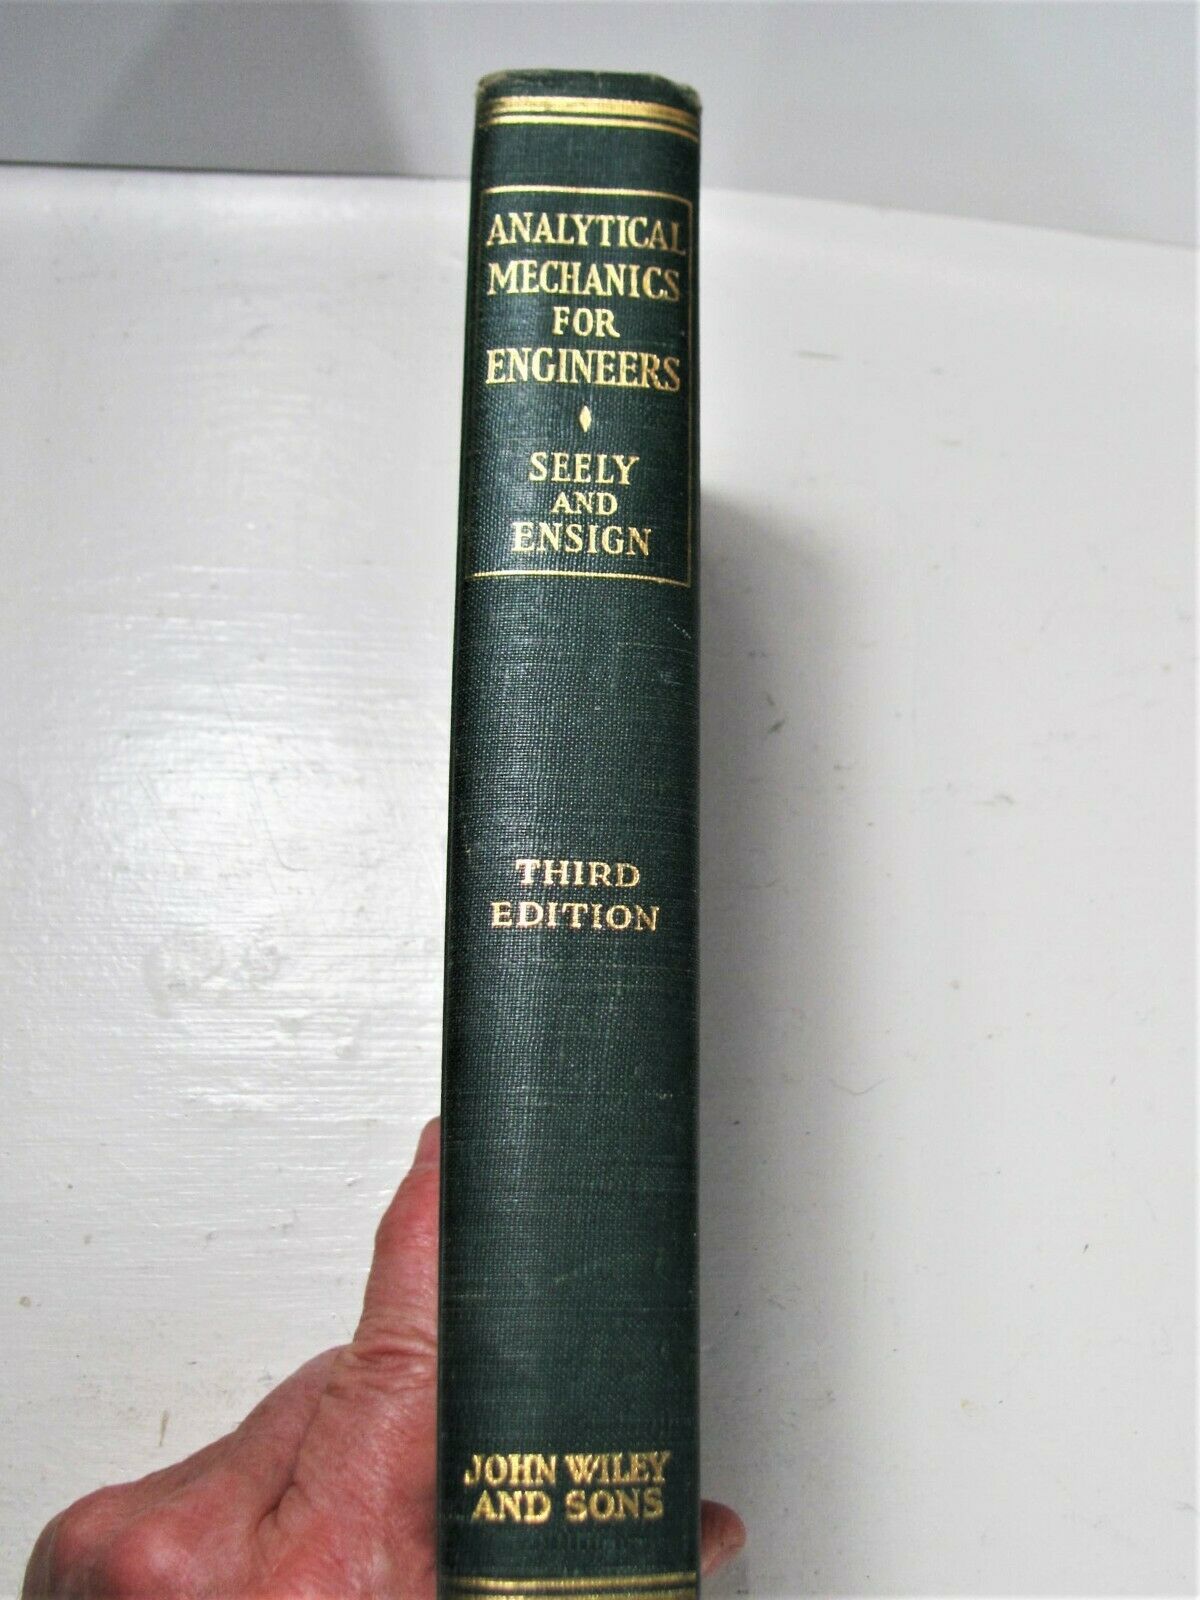 ANALYTICAL
MECHANICS
FOR
ENGINEERS
SEELY
AND
ENSIGN
THIRD
EDITION
JOHN WILEY
AND SONS